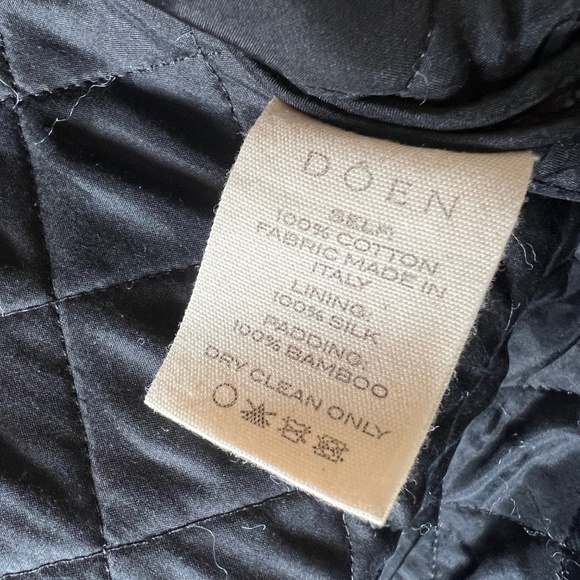 DÔEN
SELF
100% COTTON
FABRIC MADE IN
ITALY
LINING.
100% SILK
PADDING.
100% BAMBOO
DRY CLEAN ONLY